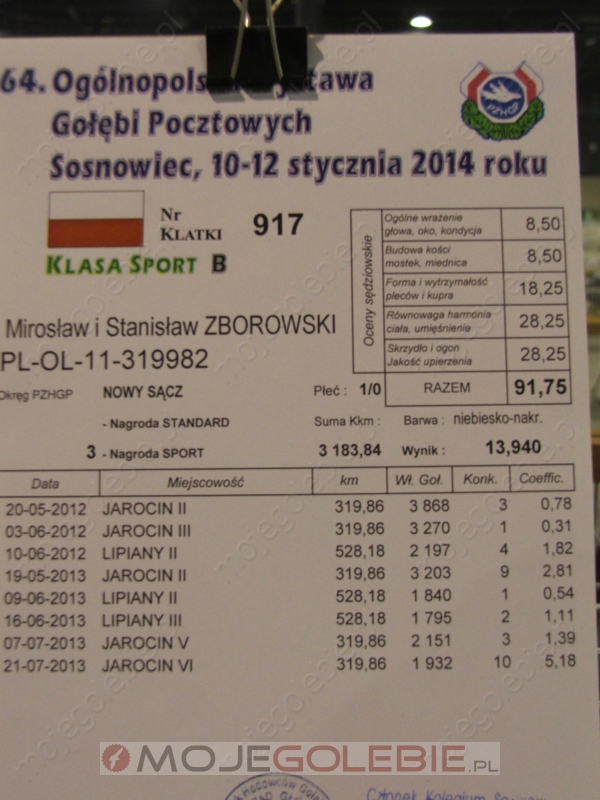 64. Ogólnopols ystawa
Gołębi Pocztowych
Sosnowiec, 10-12 stycznia 2014 roku
PZHGP
Nr KLATKI 917
KLASA SPORT B
Oceny sędziowskie
Ogólne wrażenie głowa, oko, kondycja 8,50
Budowa kości mostek, miednica 8,50
Forma i wytrzymałość pleców i kupra 18,25
Równowaga harmonia ciała, umięśnienie 28,25
Skrzydło i ogon Jakość upierzenia 28,25
Mirosław i Stanisław ZBOROWSKI
PL-OL-11-319982
Okręg PZHGP NOWY SĄCZ Płeć : 1/0 RAZEM 91,75
- Nagroda STANDARD Suma Kkm : Barwa : niebiesko-nakr.
3 - Nagroda SPORT 3 183,84 Wynik : 13,940
Data Miejscowość km Wł. Goł. Konk. Coeffic.
20-05-2012 JAROCIN II 319,86 3 868 3 0,78
03-06-2012 JAROCIN III 319,86 3 270 1 0,31
10-06-2012 LIPIANY II 528,18 2 197 4 1,82
19-05-2013 JAROCIN II 319,86 3 203 9 2,81
09-06-2013 LIPIANY II 528,18 1 840 1 0,54
16-06-2013 LIPIANY III 528,18 1 795 2 1,11
07-07-2013 JAROCIN V 319,86 2 151 3 1,39
21-07-2013 JAROCIN VI 319,86 1 932 10 5,18
MOJEGOLEBIE.PL
Członek Kolegium